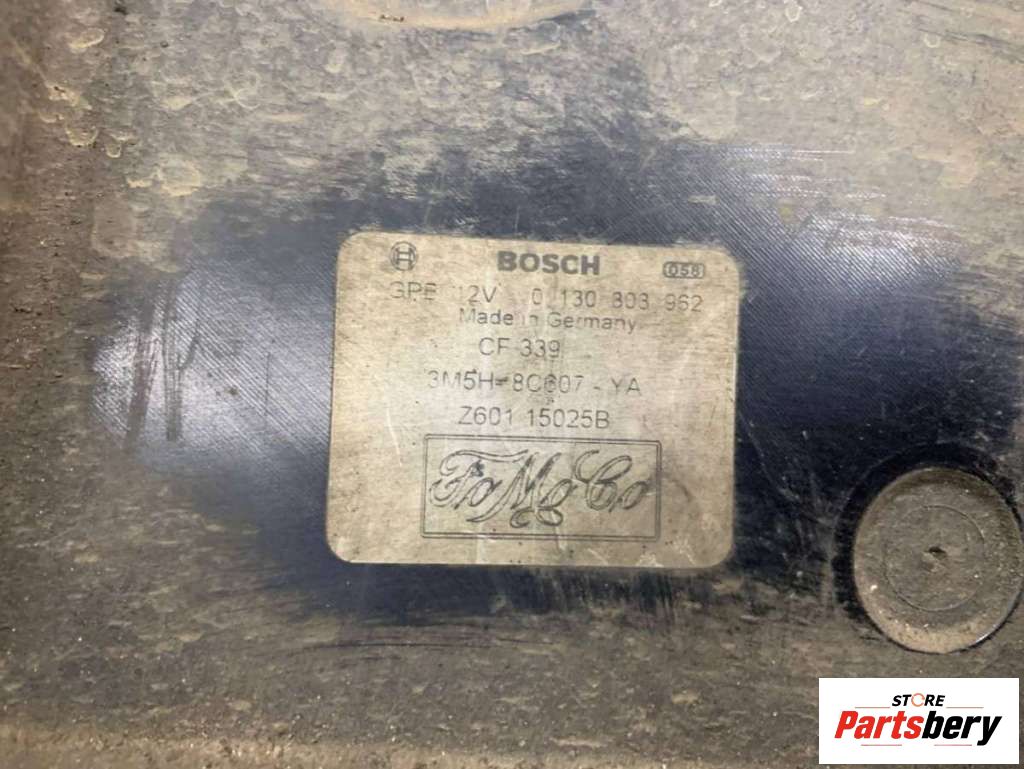 BOSCH 058
GPB 12V 0 130 303 962
Made in Germany
CF 339
3M5H-8C607-YA
Z601 15025B
FoMoCo
STORE
Partsbery